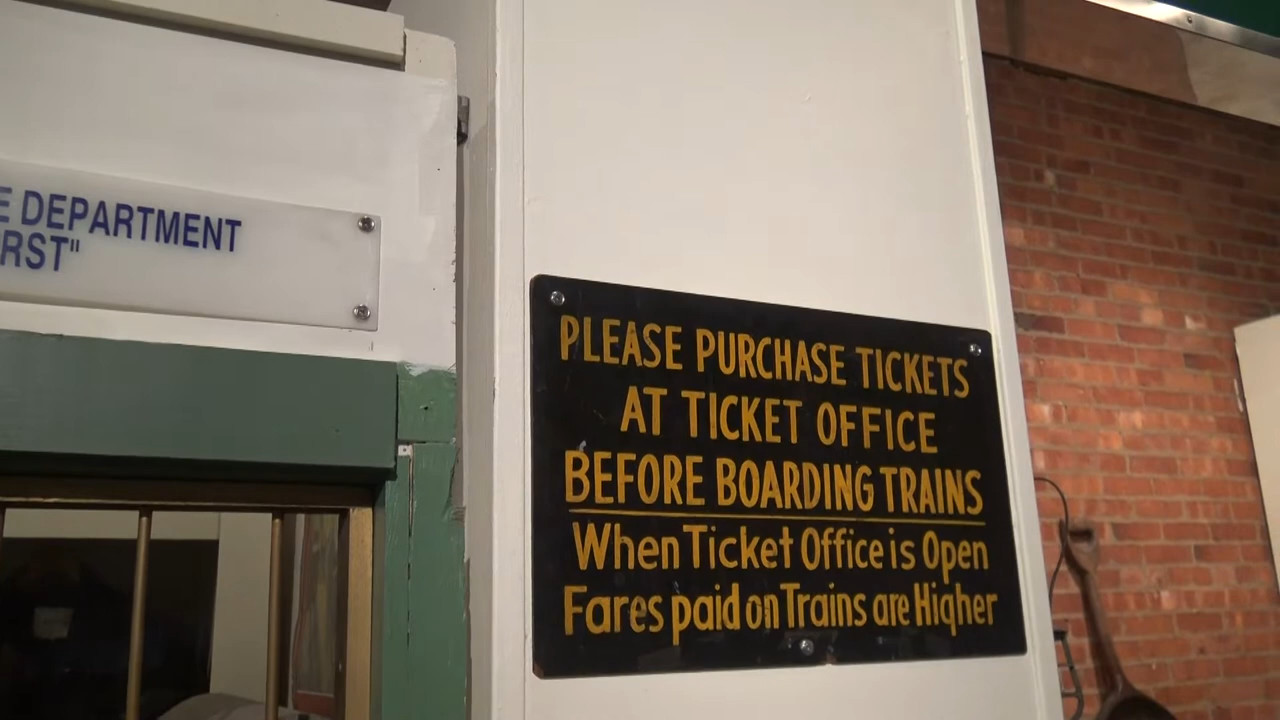 E DEPARTMENT
RST"
PLEASE PURCHASE TICKETS
AT TICKET OFFICE
BEFORE BOARDING TRAINS
When Ticket Office is Open
Fares paid on Trains are Higher